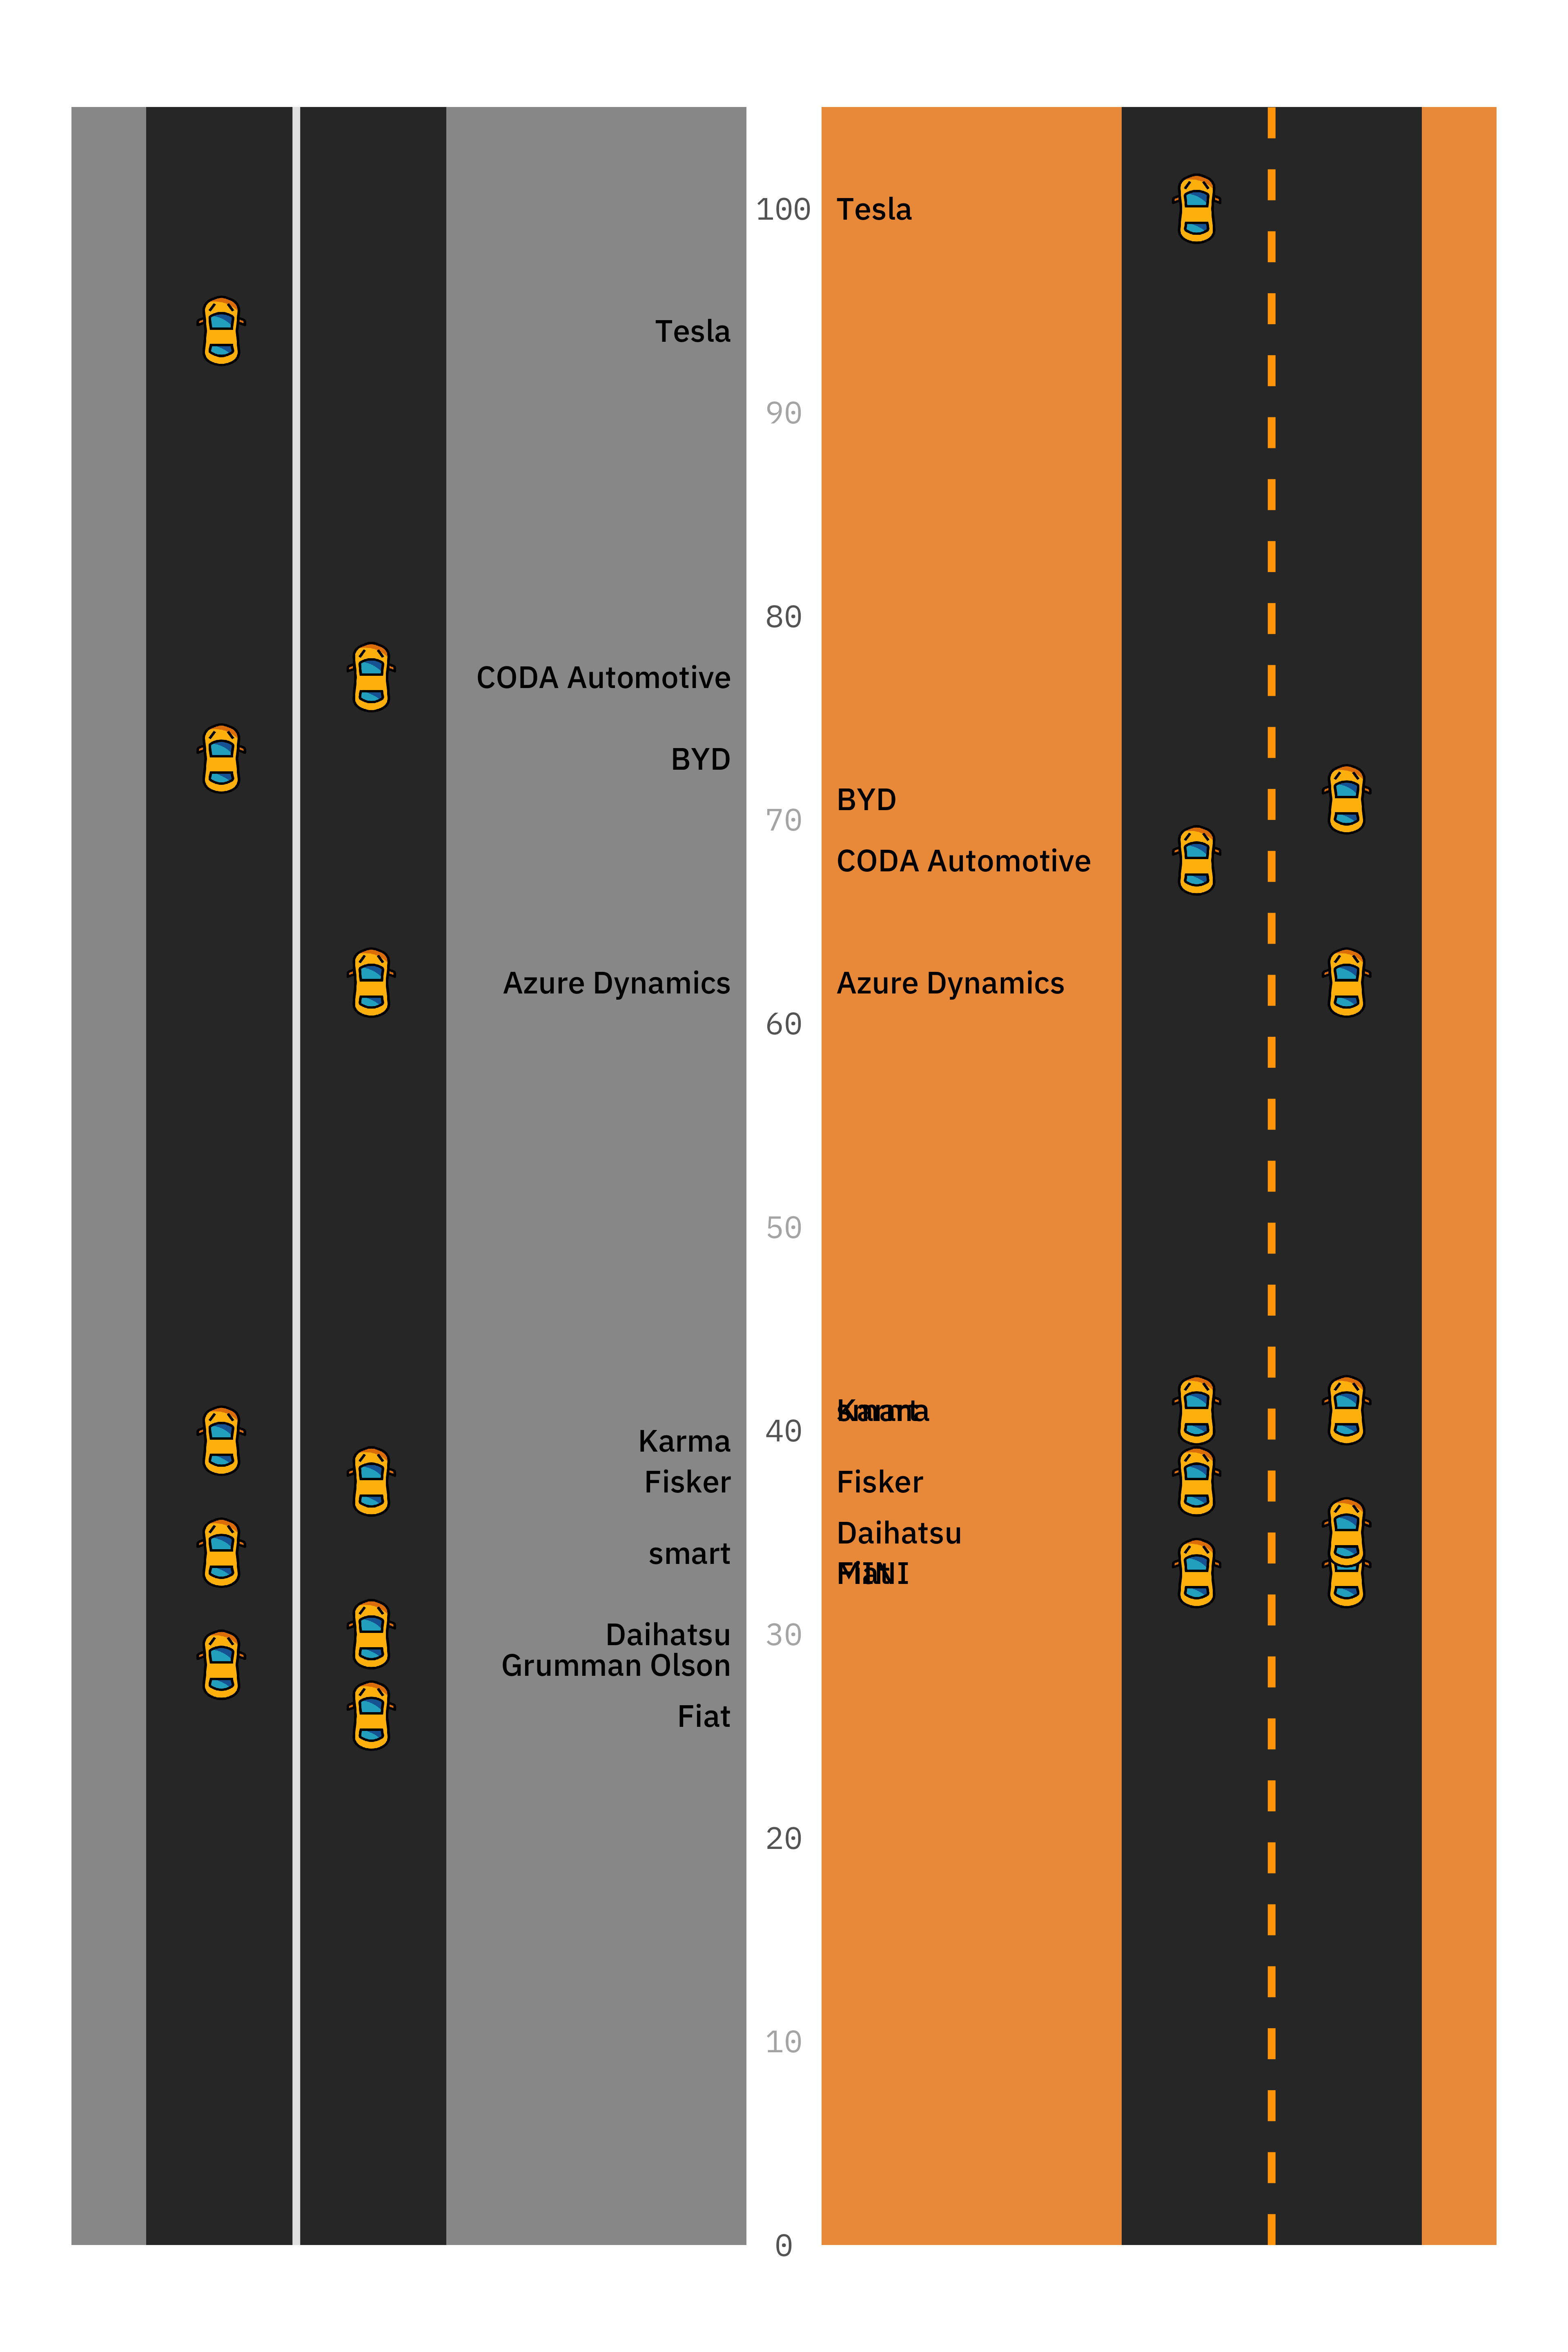 Tesla
CODA Automotive
BYD
Azure Dynamics
Karma
Fisker
smart
Daihatsu
Grumman Olson
Fiat
100
90
80
70
60
50
40
30
20
10
0
Tesla
BYD
CODA Automotive
Azure Dynamics
Karma
smart
Fisker
Daihatsu
Fiat
MINI